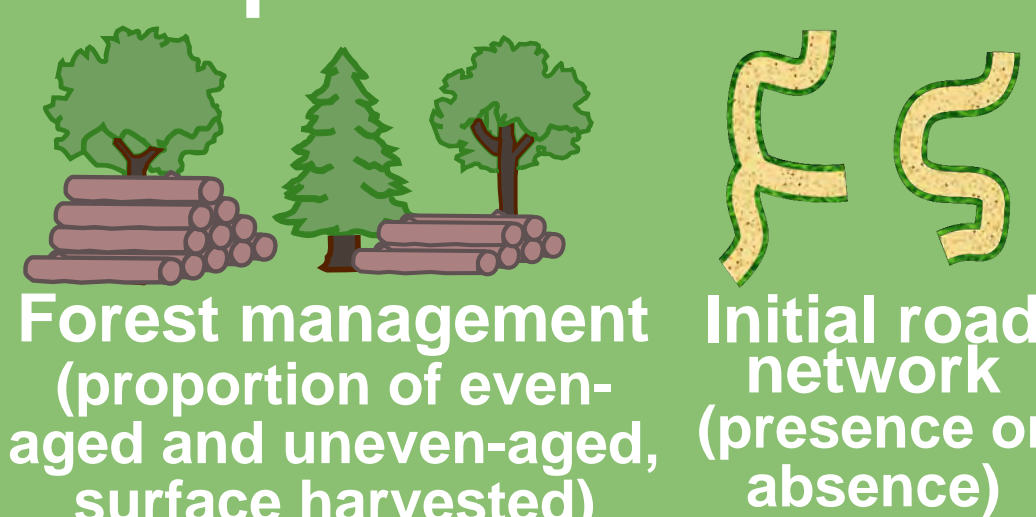 Forest management
(proportion of even-
aged and uneven-aged,
surface harvested)
Initial road
network
(presence or
absence)